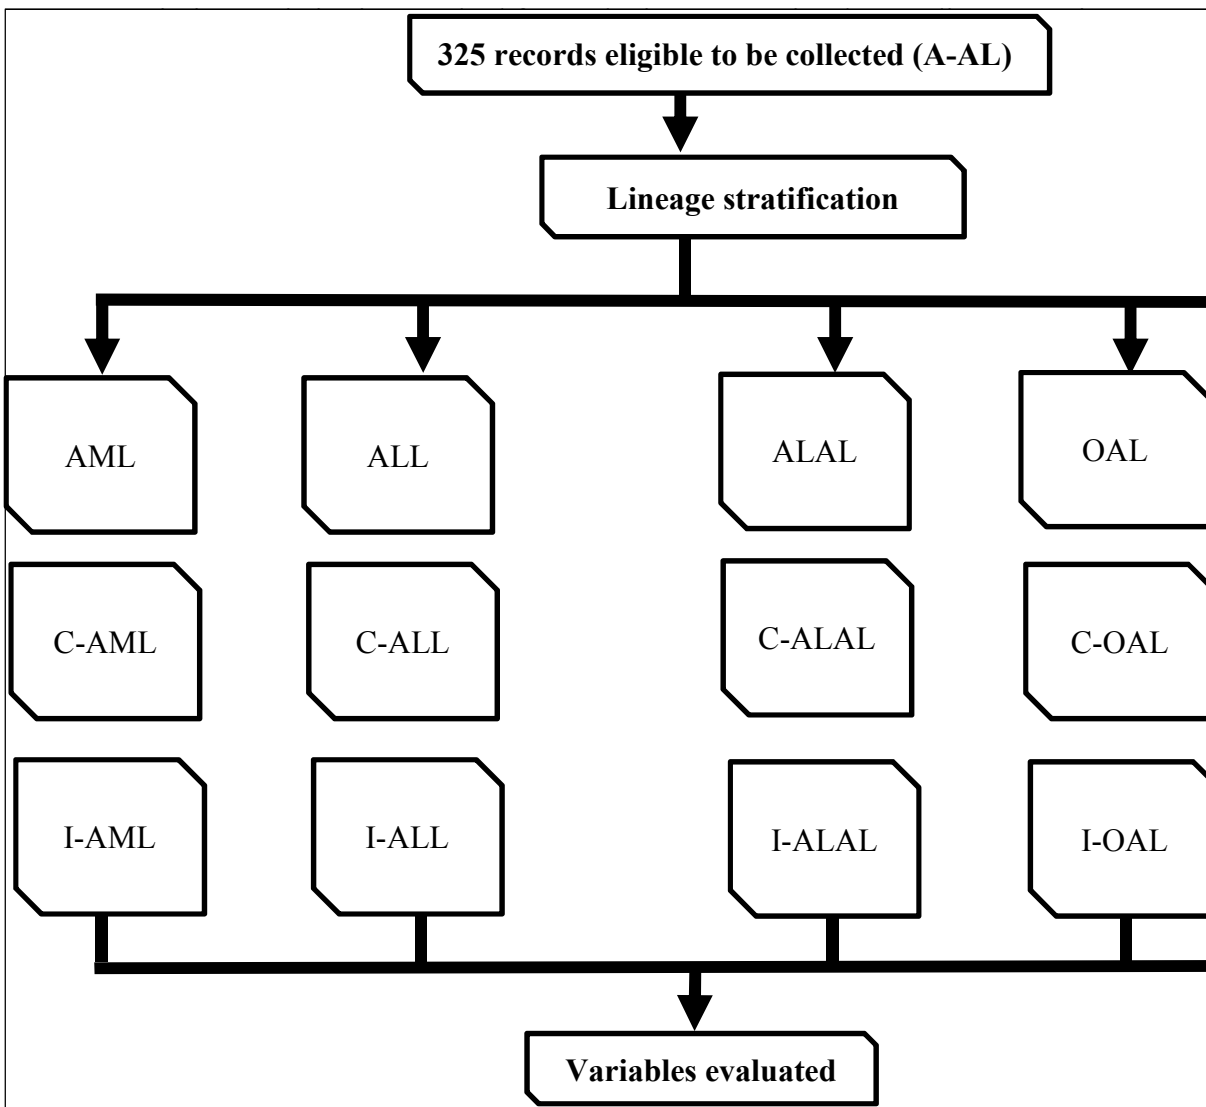 325 records eligible to be collected (A-AL)
Lineage stratification
AML
ALL
ALAL
OAL
C-AML
C-ALL
C-ALAL
C-OAL
I-AML
I-ALL
I-ALAL
I-OAL
Variables evaluated